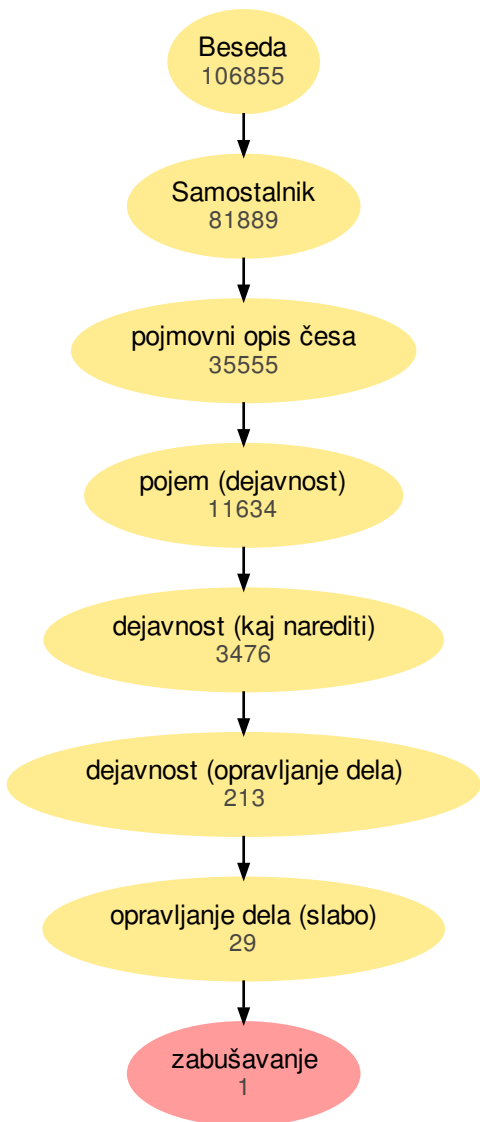 Beseda
106855
Samostalnik
81889
pojmovni opis česa
35555
pojem (dejavnost)
11634
dejavnost (kaj narediti)
3476
dejavnost (opravljanje dela)
213
opravljanje dela (slabo)
29
zabušavanje
1